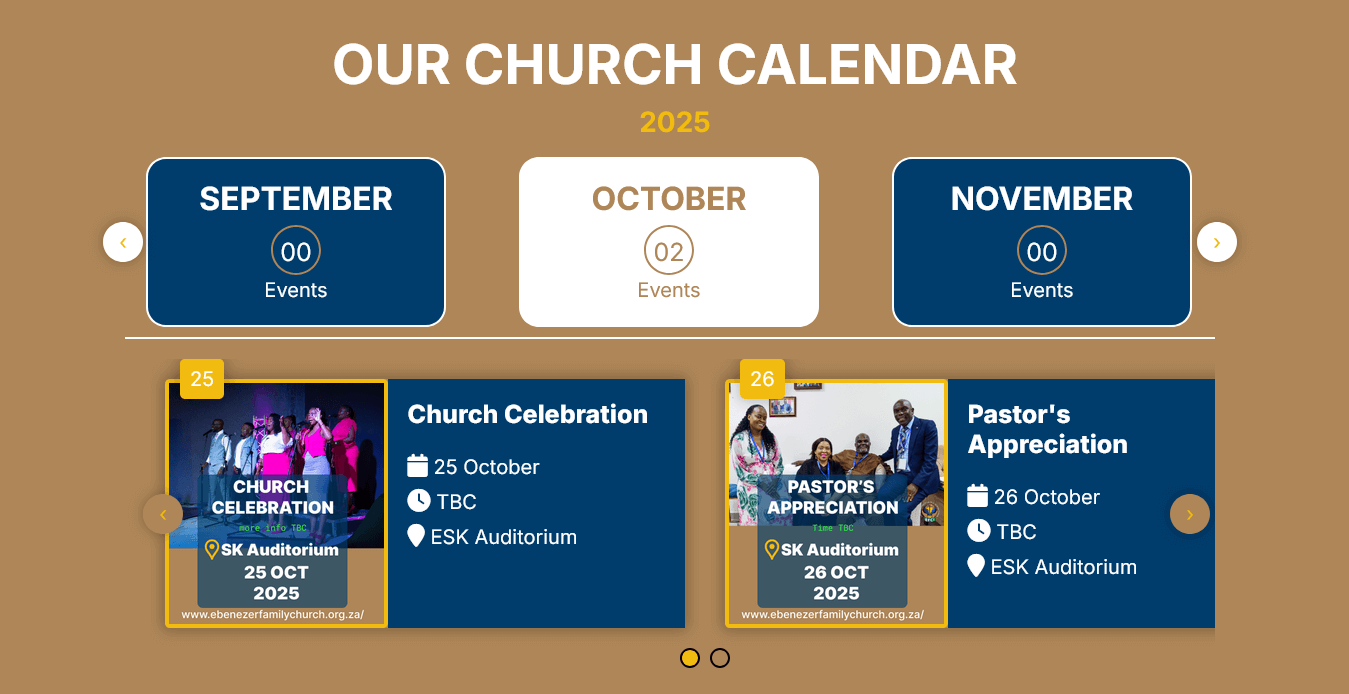 OUR CHURCH CALENDAR
2025
SEPTEMBER
00
Events
OCTOBER
02
Events
NOVEMBER
00
Events
25
CHURCH
CELEBRATION
more info TBC
SK Auditorium
25 OCT
2025
www.ebenezerfamilychurch.org.za/
Church Celebration
25 October
TBC
ESK Auditorium
26
PASTOR'S
APPRECIATION
Time TBC
SK Auditorium
26 OCT
2025
www.ebenezerfamilychurch.org.za/
Pastor's
Appreciation
26 October
TBC
ESK Auditorium